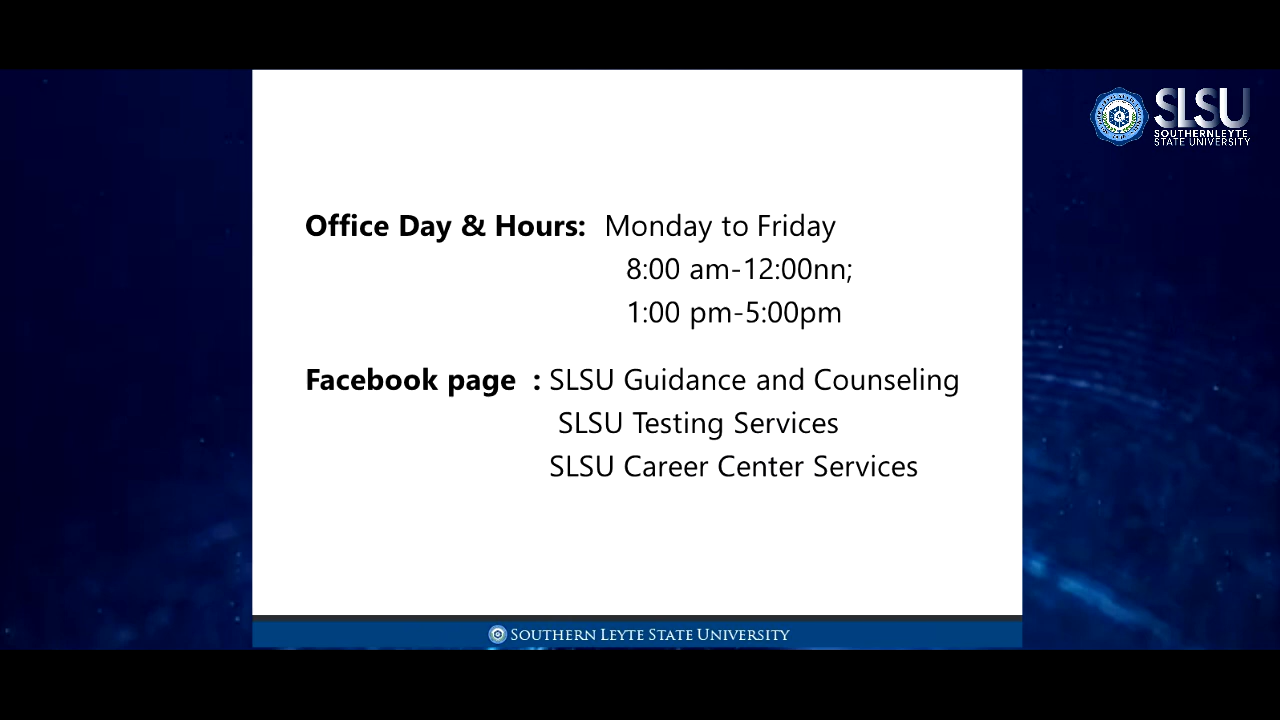 SLSU
SOUTHERN LEYTE
STATE UNIVERSITY
Office Day & Hours: Monday to Friday
8:00 am-12:00nn;
1:00 pm-5:00pm
Facebook page : SLSU Guidance and Counseling
SLSU Testing Services
SLSU Career Center Services
SOUTHERN LEYTE STATE UNIVERSITY